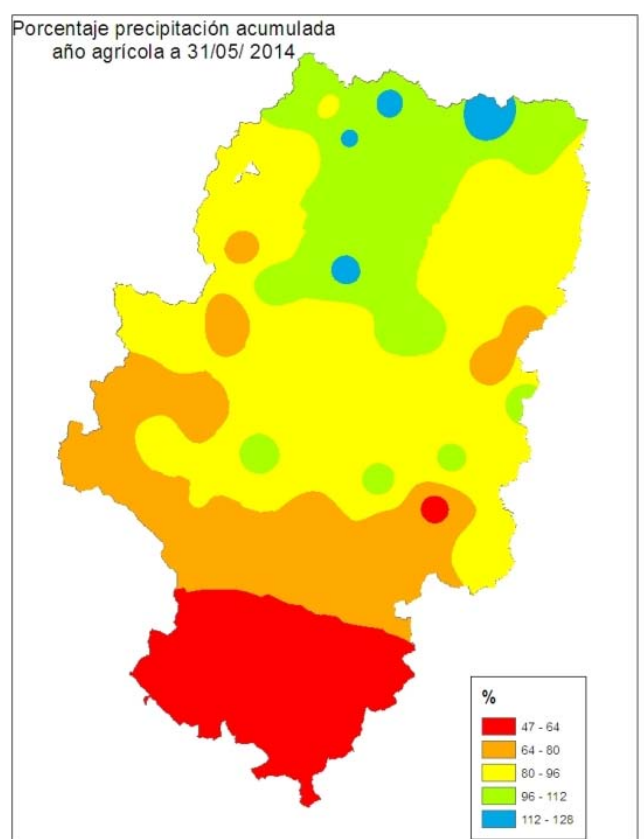 Porcentaje precipitación acumulada
año agrícola a 31/05/ 2014
%
47 - 64
64 - 80
80 - 96
96 - 112
112 - 128